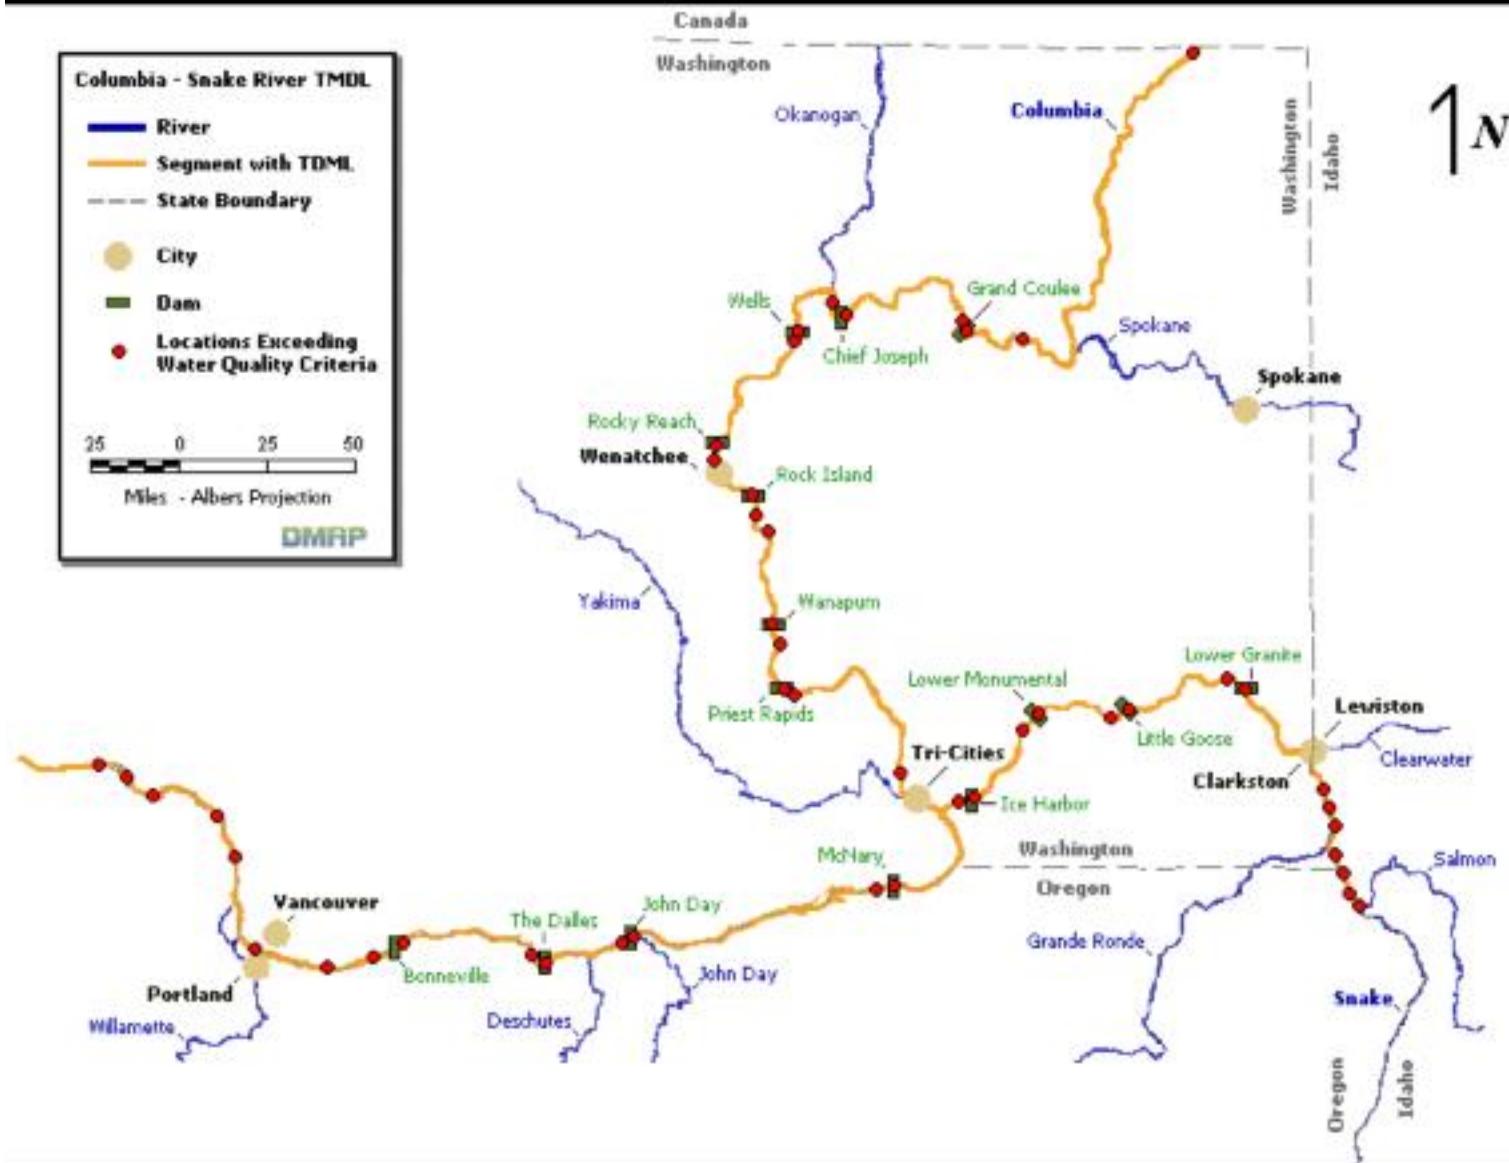 Canada
Washington
Columbia - Snake River TMDL
River
Segment with TDML
State Boundary
City
Dam
Locations Exceeding
Water Quality Criteria
25 0 25 50
Miles - Albers Projection
DMRP
N
Okanogan
Columbia
Washington
Idaho
Wells
Grand Coulee
Chief Joseph
Spokane
Spokane
Rocky Reach
Wenatchee
Rock Island
Yakima
Wanapum
Priest Rapids
Lower Monumental
Lower Granite
Little Goose
Lewiston
Clearwater
Clarkston
Tri-Cities
Ice Harbor
McNary
Washington
Oregon
Salmon
Vancouver
The Dalles
John Day
Grande Ronde
Bonneville
John Day
Portland
Willamette
Deschutes
Snake
Oregon
Idaho